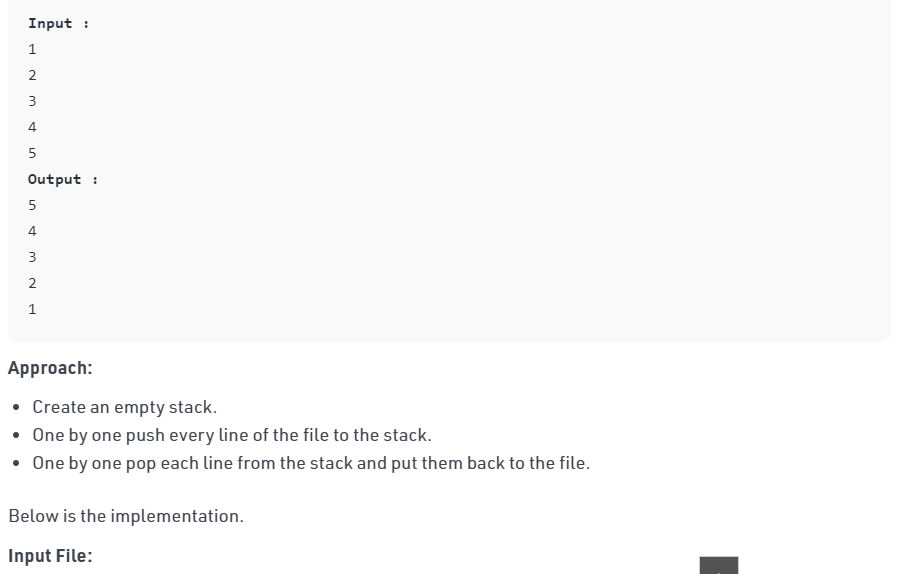 Input :
1
2
3
4
5
Output :
5
4
3
2
1
Approach:
• Create an empty stack.
• One by one push every line of the file to the stack.
• One by one pop each line from the stack and put them back to the file.
Below is the implementation.
Input File: